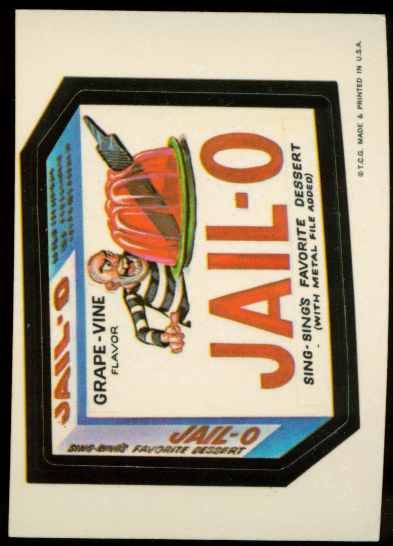 JAIL-O
GRAPE-VINE
FLAVOR
JAIL-O
SING-SING'S FAVORITE DESSERT
(WITH METAL FILE ADDED)
JAIL-O
SING-SING'S FAVORITE DESSERT
© T.C.G. MADE & PRINTED IN U.S.A.